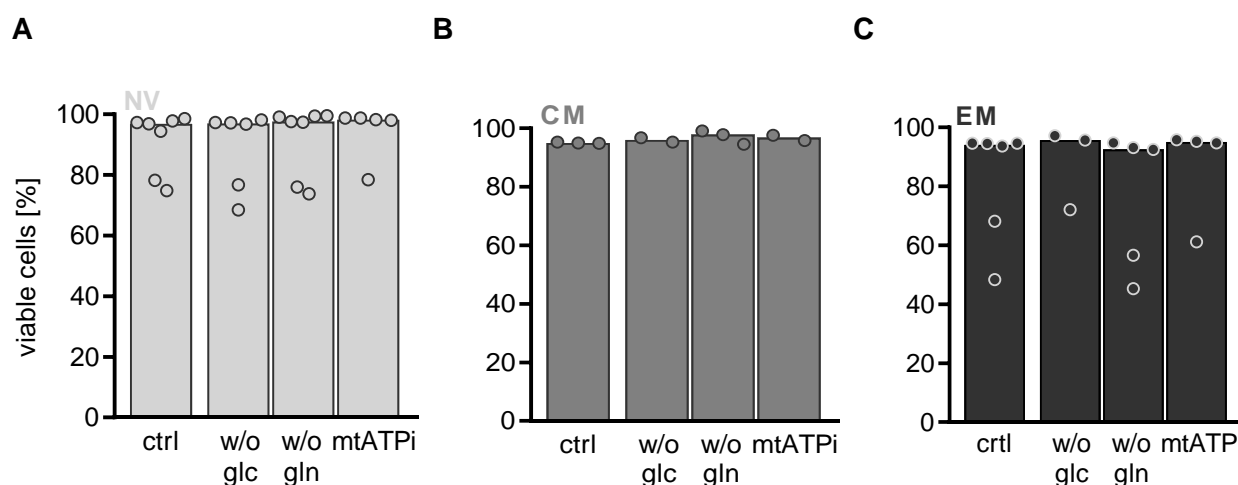 A
B
C
NV
CM
EM
viable cells [%]
100
80
60
40
20
0
ctrl
w/o
glc
w/o
gln
mtATPi
100
80
60
40
20
0
ctrl
w/o
glc
w/o
gln
mtATPi
100
80
60
40
20
0
crtl
w/o
glc
w/o
gln
mtATP